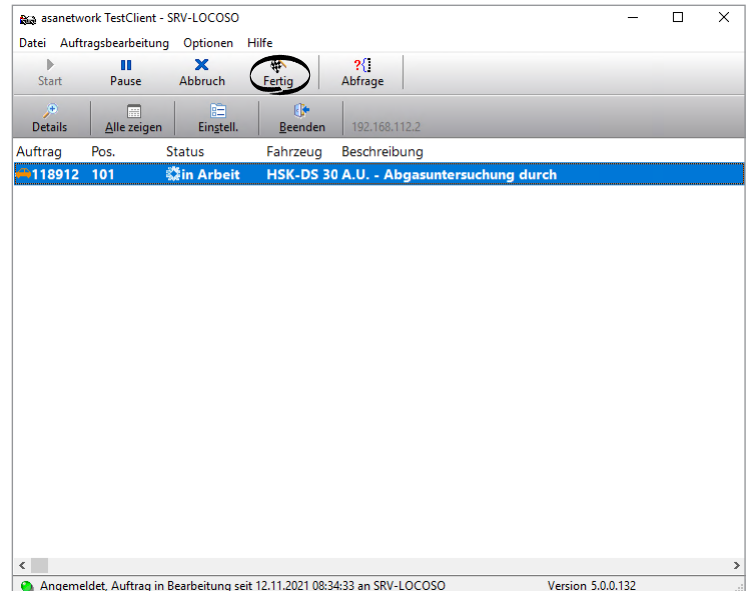 asanetwork TestClient - SRV-LOCOSO
Datei Auftragsbearbeitung Optionen Hilfe
Start Pause Abbruch Fertig Abfrage
Details Alle zeigen Einstell. Beenden 192.168.112.2
Auftrag Pos. Status Fahrzeug Beschreibung
118912 101 in Arbeit HSK-DS 30 A.U. - Abgasuntersuchung durch
Angemeldet, Auftrag in Bearbeitung seit 12.11.2021 08:34:33 an SRV-LOCOSO Version 5.0.0.132